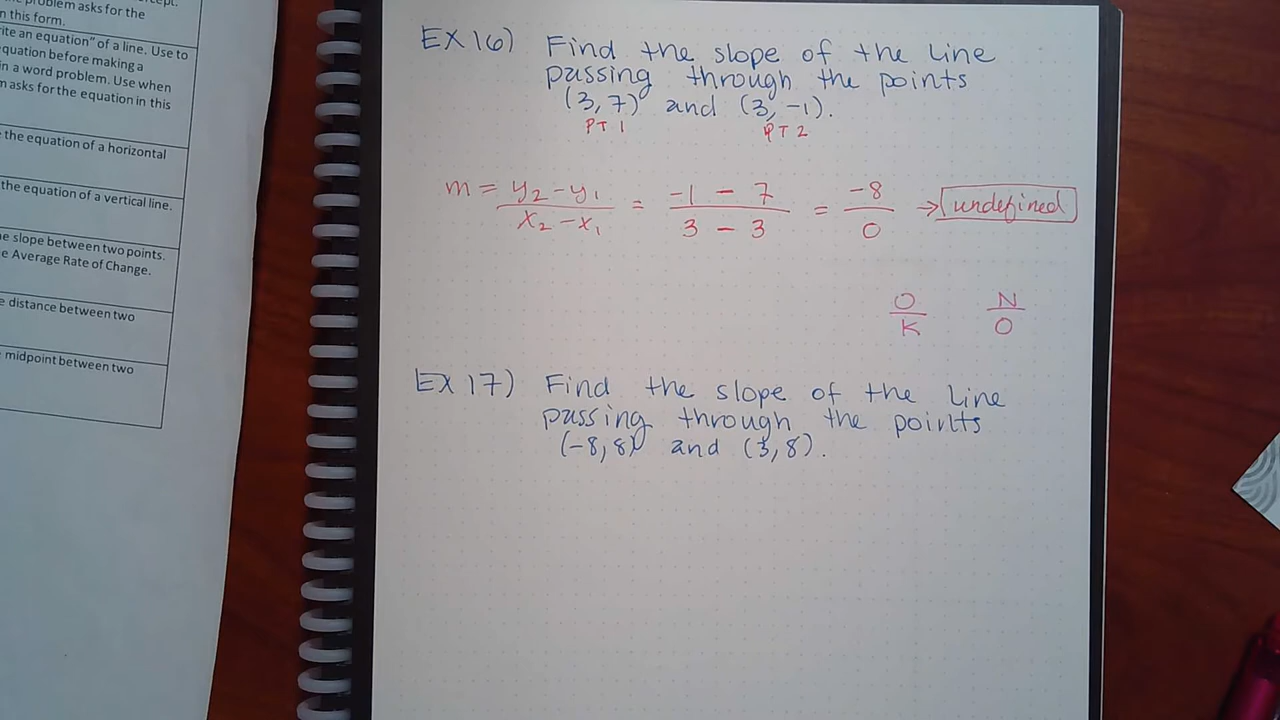 problem asks for the
n this form.
ite an equation" of a line. Use to
equation before making a
in a word problem. Use when
m asks for the equation in this
the equation of a horizontal
the equation of a vertical line.
e slope between two points.
e Average Rate of Change.
e distance between two
midpoint between two
EX 16) Find the slope of the line
passing through the points
(3,7) and (3,-1).
PT 1 PT 2
m = y₂-y₁ / x₂-x₁ = -1 - 7 / 3 - 3 = -8 / 0 → undefined
O/K N/O
EX 17) Find the slope of the line
passing through the points
(-8,8) and (3,8).